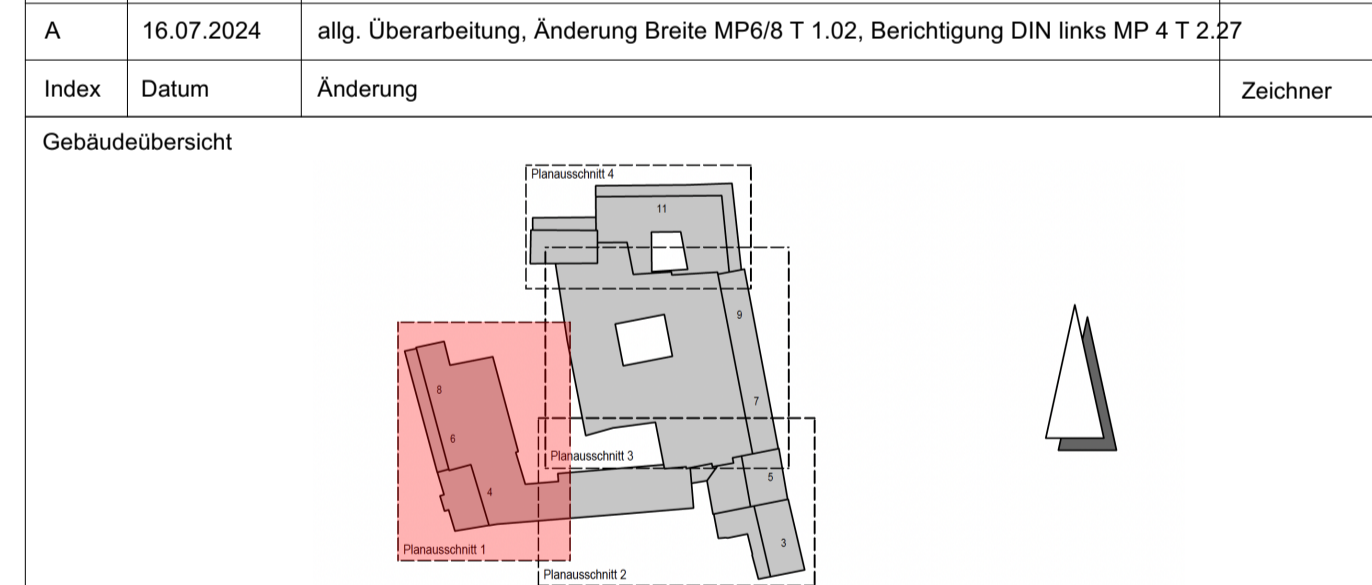 A 16.07.2024 allg. Überarbeitung, Änderung Breite MP6/8 T 1.02, Berichtigung DIN links MP 4 T 2.27
Index Datum Änderung Zeichner
Gebäudeübersicht
Planausschnitt 4
11
9
8
7
6
Planausschnitt 3
5
4
3
Planausschnitt 1
Planausschnitt 2